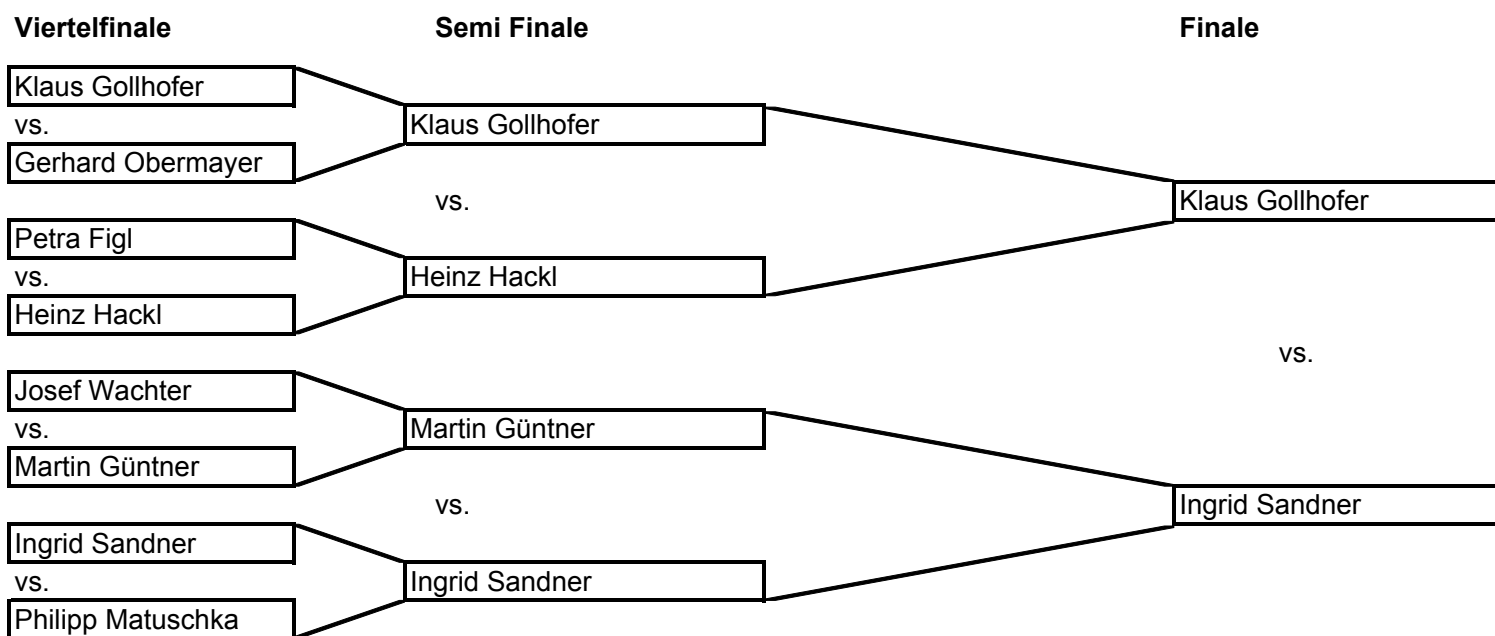 Viertelfinale Semi Finale Finale
Klaus Gollhofer
vs.
Gerhard Obermayer
Klaus Gollhofer
vs.
Klaus Gollhofer
Petra Figl
vs.
Heinz Hackl
Heinz Hackl
vs.
Josef Wachter
vs.
Martin Güntner
Martin Güntner
vs.
Ingrid Sandner
Ingrid Sandner
vs.
Philipp Matuschka
Ingrid Sandner